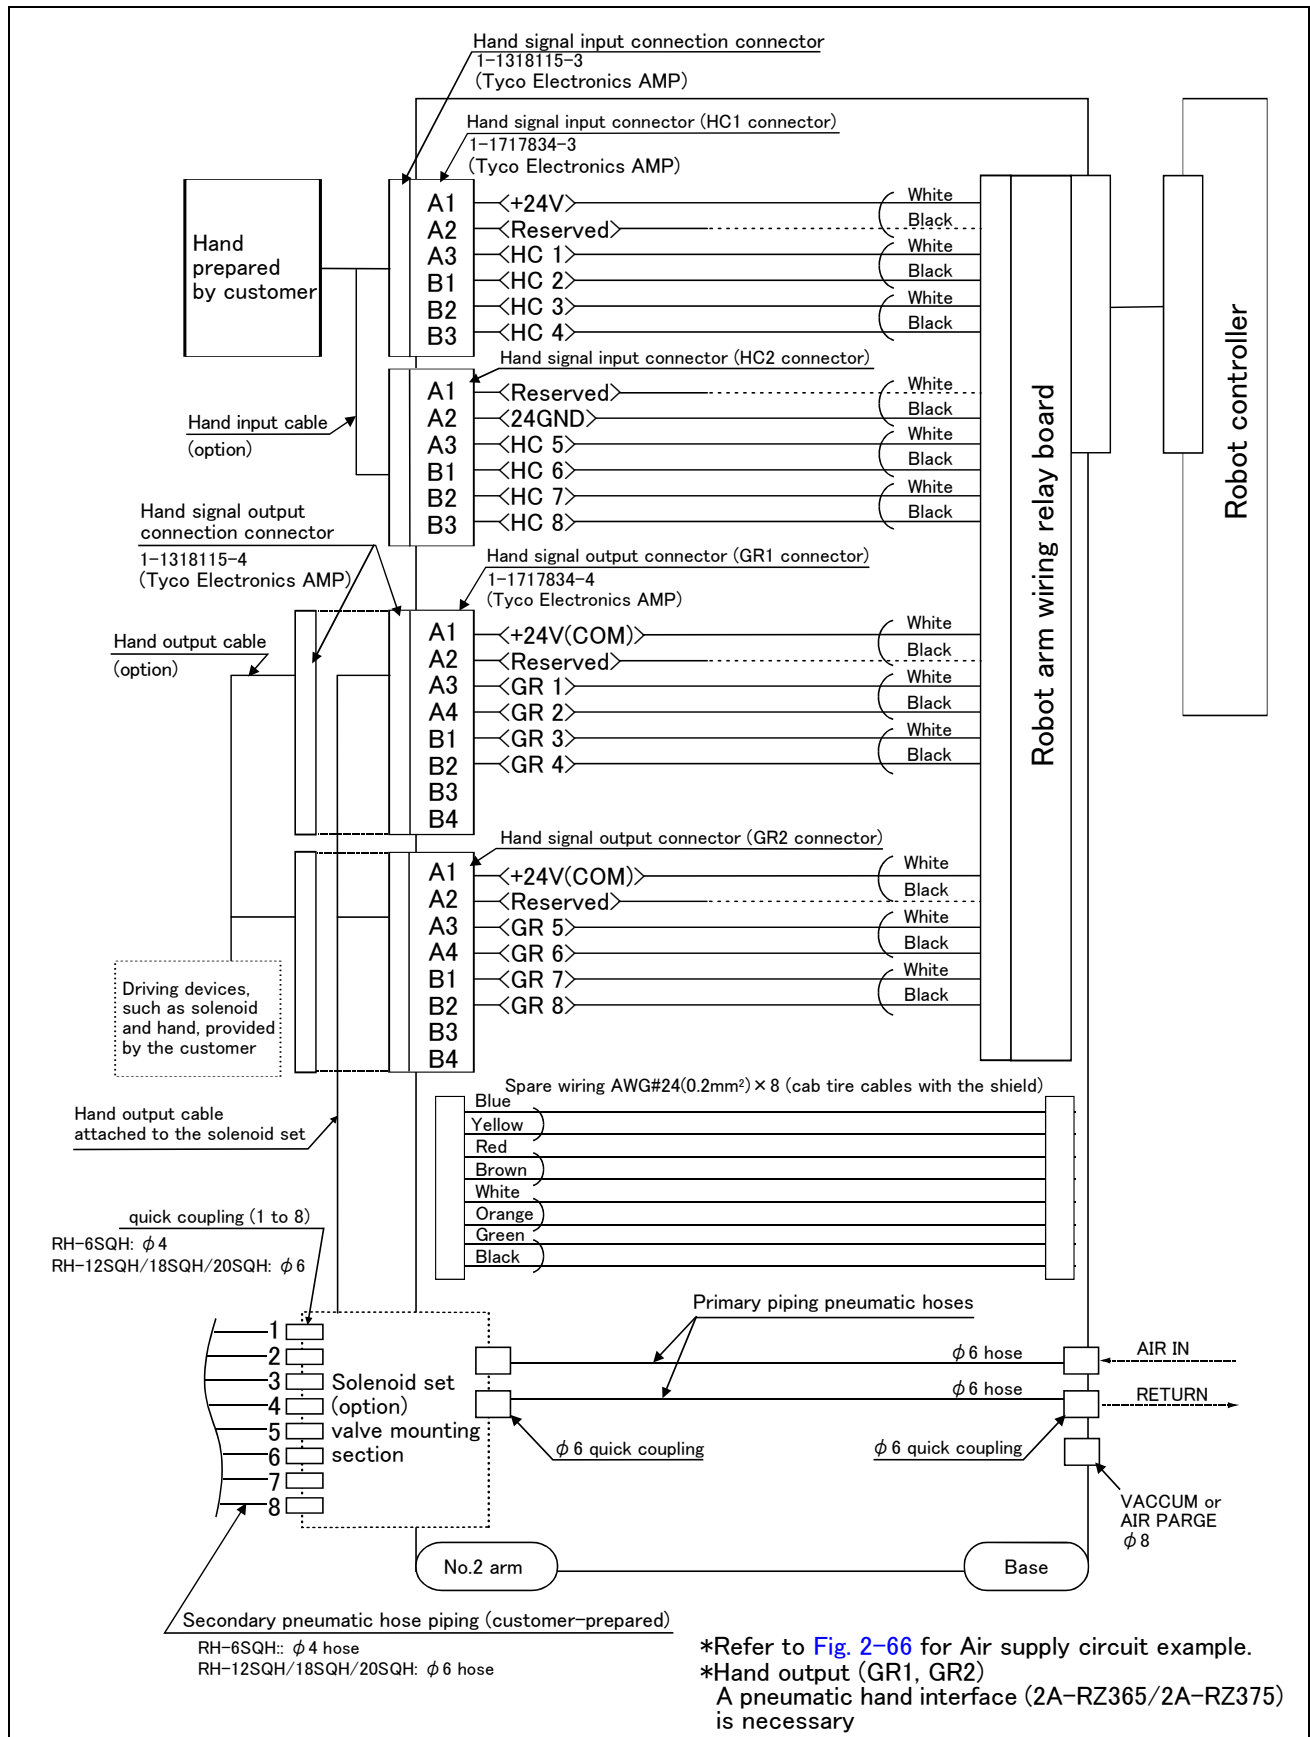 Hand signal input connection connector
1-1318115-3
(Tyco Electronics AMP)
Hand signal input connector (HC1 connector)
1-1717834-3
(Tyco Electronics AMP)
Hand
prepared
by customer
A1 <+24V> White
A2 <Reserved> Black
A3 <HC 1> White
B1 <HC 2> Black
B2 <HC 3> White
B3 <HC 4> Black
Hand signal input connector (HC2 connector)
A1 <Reserved> White
A2 <24GND> Black
A3 <HC 5> White
B1 <HC 6> Black
B2 <HC 7> White
B3 <HC 8> Black
Hand input cable
(option)
Robot arm wiring relay board
Robot controller
Hand signal output
connection connector
1-1318115-4
(Tyco Electronics AMP)
Hand signal output connector (GR1 connector)
1-1717834-4
(Tyco Electronics AMP)
Hand output cable
(option)
A1 <+24V(COM)> White
A2 <Reserved> Black
A3 <GR 1> White
A4 <GR 2> Black
B1 <GR 3> White
B2 <GR 4> Black
B3
B4
Hand signal output connector (GR2 connector)
A1 <+24V(COM)> White
A2 <Reserved> Black
A3 <GR 5> White
A4 <GR 6> Black
B1 <GR 7> White
B2 <GR 8> Black
B3
B4
Driving devices,
such as solenoid
and hand, provided
by the customer
Spare wiring AWG#24(0.2mm²)×8 (cab tire cables with the shield)
Blue
Yellow
Red
Brown
White
Orange
Green
Black
Hand output cable
attached to the solenoid set
quick coupling (1 to 8)
RH-6SQH: φ4
RH-12SQH/18SQH/20SQH: φ6
1
2
3
4
5
6
7
8
Solenoid set
(option)
valve mounting
section
Primary piping pneumatic hoses
φ6 hose
AIR IN
φ6 hose
RETURN
φ6 quick coupling
φ6 quick coupling
VACCUM or
AIR PARGE
φ8
No.2 arm
Base
Secondary pneumatic hose piping (customer-prepared)
RH-6SQH:: φ4 hose
RH-12SQH/18SQH/20SQH: φ6 hose
*Refer to Fig. 2-66 for Air supply circuit example.
*Hand output (GR1, GR2)
A pneumatic hand interface (2A-RZ365/2A-RZ375)
is necessary